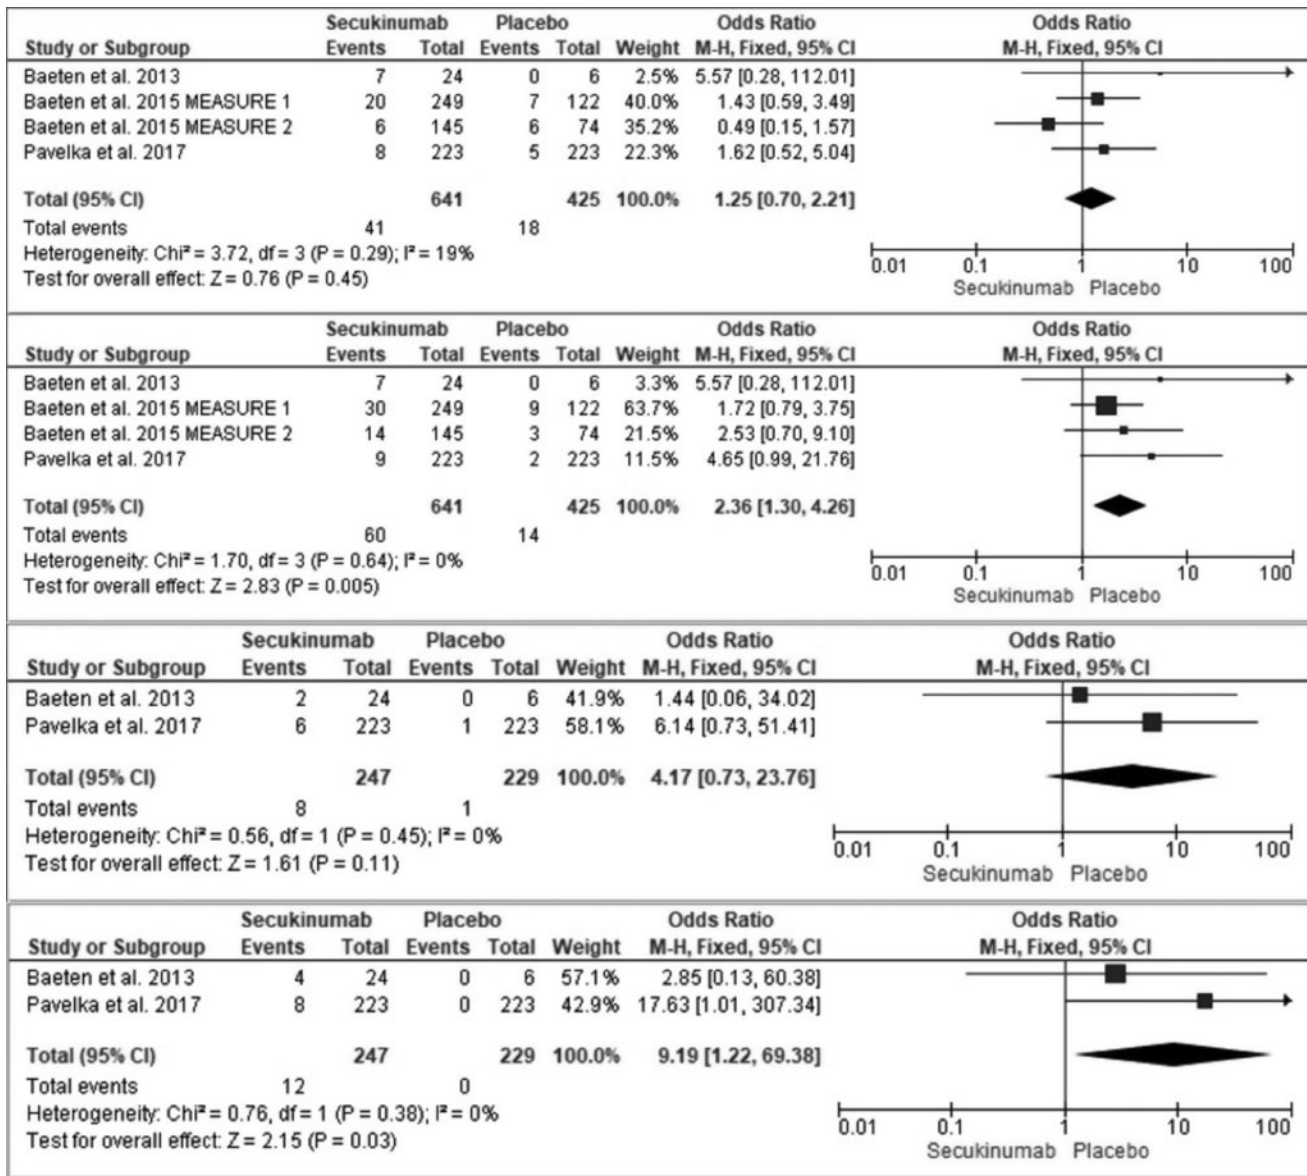 Secukinumab Placebo Odds Ratio Odds Ratio
Study or Subgroup Events Total Events Total Weight M-H, Fixed, 95% CI M-H, Fixed, 95% CI
Baeten et al. 2013 7 24 0 6 2.5% 5.57 [0.28, 112.01]
Baeten et al. 2015 MEASURE 1 20 249 7 122 40.0% 1.43 [0.59, 3.49]
Baeten et al. 2015 MEASURE 2 6 145 6 74 35.2% 0.49 [0.15, 1.57]
Pavelka et al. 2017 8 223 5 223 22.3% 1.62 [0.52, 5.04]
Total (95% CI) 641 425 100.0% 1.25 [0.70, 2.21]
Total events 41 18
Heterogeneity: Chi² = 3.72, df = 3 (P = 0.29); I² = 19%
Test for overall effect: Z = 0.76 (P = 0.45)
0.01 0.1 1 10 100
Secukinumab Placebo
Secukinumab Placebo Odds Ratio Odds Ratio
Study or Subgroup Events Total Events Total Weight M-H, Fixed, 95% CI M-H, Fixed, 95% CI
Baeten et al. 2013 7 24 0 6 3.3% 5.57 [0.28, 112.01]
Baeten et al. 2015 MEASURE 1 30 249 9 122 63.7% 1.72 [0.79, 3.75]
Baeten et al. 2015 MEASURE 2 14 145 3 74 21.5% 2.53 [0.70, 9.10]
Pavelka et al. 2017 9 223 2 223 11.5% 4.65 [0.99, 21.76]
Total (95% CI) 641 425 100.0% 2.36 [1.30, 4.26]
Total events 60 14
Heterogeneity: Chi² = 1.70, df = 3 (P = 0.64); I² = 0%
Test for overall effect: Z = 2.83 (P = 0.005)
0.01 0.1 1 10 100
Secukinumab Placebo
Secukinumab Placebo Odds Ratio Odds Ratio
Study or Subgroup Events Total Events Total Weight M-H, Fixed, 95% CI M-H, Fixed, 95% CI
Baeten et al. 2013 2 24 0 6 41.9% 1.44 [0.06, 34.02]
Pavelka et al. 2017 6 223 1 223 58.1% 6.14 [0.73, 51.41]
Total (95% CI) 247 229 100.0% 4.17 [0.73, 23.76]
Total events 8 1
Heterogeneity: Chi² = 0.56, df = 1 (P = 0.45); I² = 0%
Test for overall effect: Z = 1.61 (P = 0.11)
0.01 0.1 1 10 100
Secukinumab Placebo
Secukinumab Placebo Odds Ratio Odds Ratio
Study or Subgroup Events Total Events Total Weight M-H, Fixed, 95% CI M-H, Fixed, 95% CI
Baeten et al. 2013 4 24 0 6 57.1% 2.85 [0.13, 60.38]
Pavelka et al. 2017 8 223 0 223 42.9% 17.63 [1.01, 307.34]
Total (95% CI) 247 229 100.0% 9.19 [1.22, 69.38]
Total events 12 0
Heterogeneity: Chi² = 0.76, df = 1 (P = 0.38); I² = 0%
Test for overall effect: Z = 2.15 (P = 0.03)
0.01 0.1 1 10 100
Secukinumab Placebo